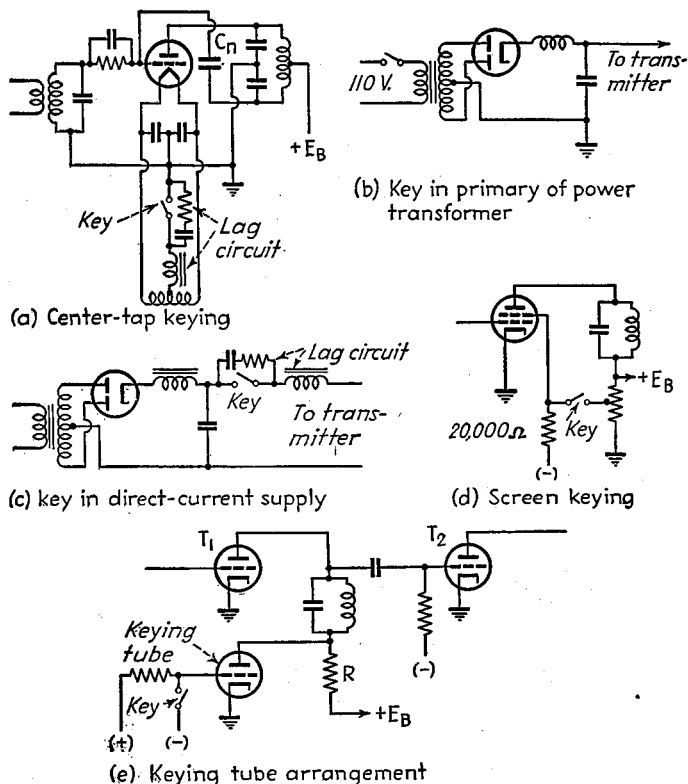 Cn
+EB
Key
Lag
circuit
(a) Center-tap keying
110 V.
To trans-
mitter
(b) Key in primary of power
transformer
Lag circuit
Key
To trans-
mitter
(c) key in direct-current supply
+EB
20,000Ω
Key
(-)
(d) Screen keying
T1
T2
Keying
tube
R
(-)
Key
+EB
(+)
(-)
(e) Keying tube arrangement